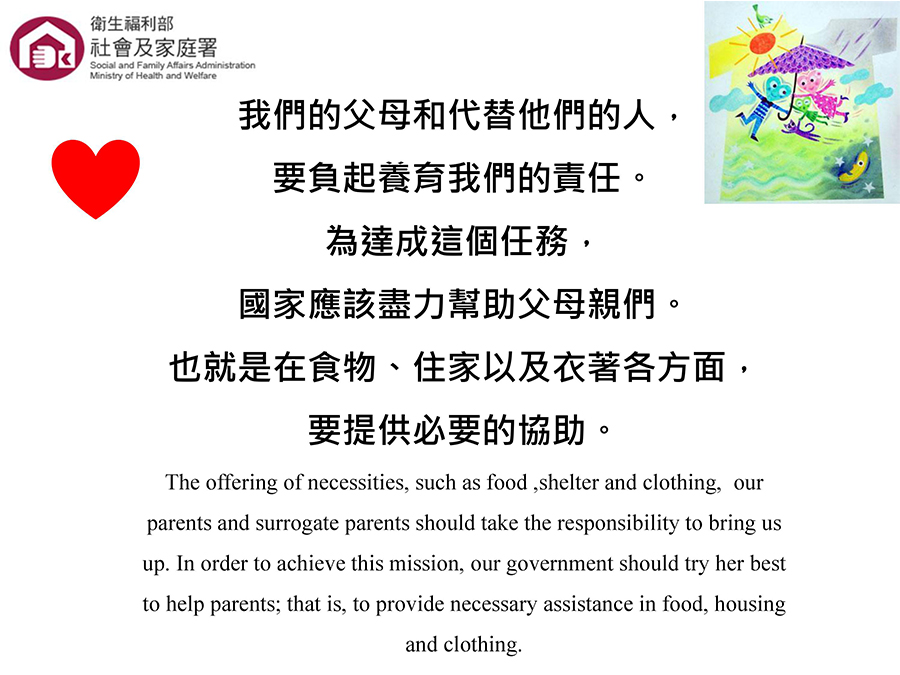 衛生福利部
社會及家庭署
Social and Family Affairs Administration
Ministry of Health and Welfare
我們的父母和代替他們的人，
要負起養育我們的責任。
為達成這個任務，
國家應該盡力幫助父母親們。
也就是在食物、住家以及衣著各方面，
要提供必要的協助。
The offering of necessities, such as food ,shelter and clothing,  our
parents and surrogate parents should take the responsibility to bring us
up. In order to achieve this mission, our government should try her best
to help parents; that is, to provide necessary assistance in food, housing
and clothing.